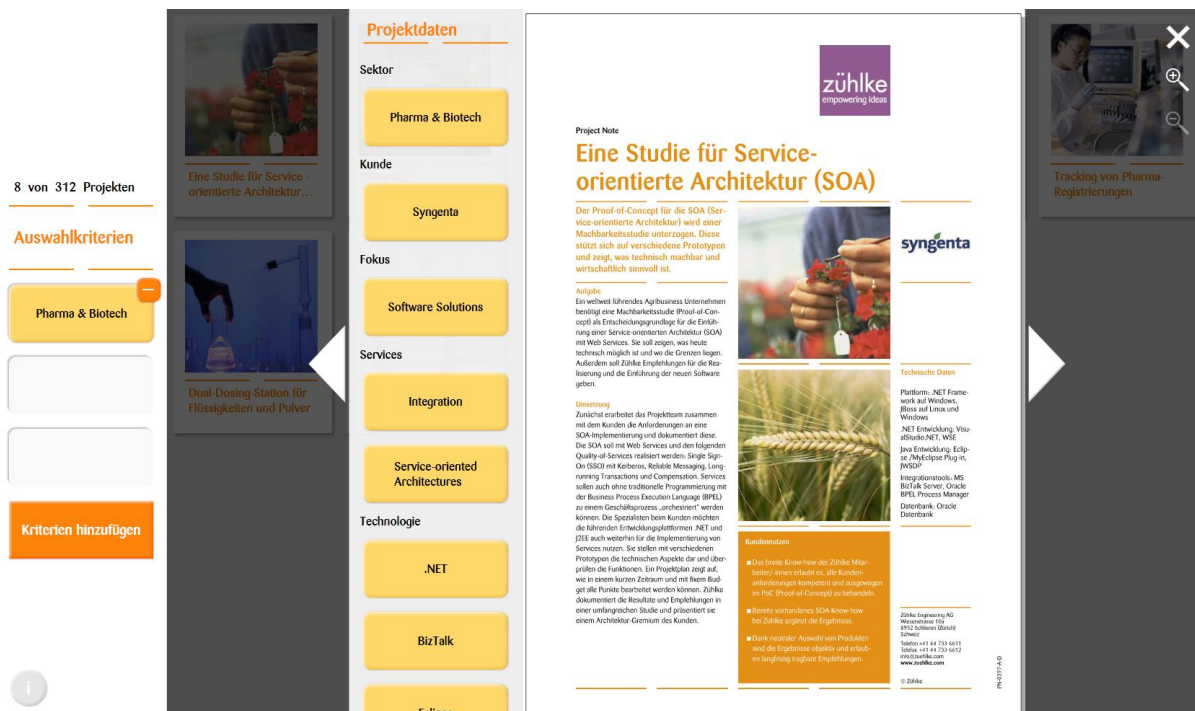 8 von 312 Projekten
Auswahlkriterien
Pharma & Biotech
Kriterien hinzufügen
i
Eine Studie für Service -
orientierte Architektur...
Dual-Dosing-Station für
Flüssigkeiten und Pulver
Projektdaten
Sektor
Pharma & Biotech
Kunde
Syngenta
Fokus
Software Solutions
Services
Integration
Service-oriented
Architectures
Technologie
.NET
BizTalk
zühlke
empowering ideas
Project Note
Eine Studie für Service-
orientierte Architektur (SOA)
Der Proof-of-Concept für die SOA (Ser-
vice-orientierte Architektur) wird einer
Machbarkeitsstudie unterzogen. Diese
stützt sich auf verschiedene Prototypen
und zeigt, was technisch machbar und
wirtschaftlich sinnvoll ist.
Aufgabe
Ein weltweit führendes Agribusiness Unternehmen
benötigt eine Machbarkeitsstudie (Proof-of-Con-
cept) als Entscheidungsgrundlage für die Einfüh-
rung einer Service-orientierten Architektur (SOA)
mit Web Services. Sie soll zeigen, was heute
technisch möglich ist und wo die Grenzen liegen.
Außerdem soll Zühlke Empfehlungen für die Rea-
lisierung und die Einführung der neuen Software
geben.
Umsetzung
Zunächst erarbeitet das Projektteam zusammen
mit dem Kunden die Anforderungen an eine
SOA-Implementierung und dokumentiert diese.
Die SOA soll mit Web Services und den folgenden
Quality-of-Services realisiert werden: Single Sign-
On (SSO) mit Kerberos, Reliable Messaging, Long-
running Transactions und Compensation. Services
sollen auch ohne traditionelle Programmierung mit
der Business Process Execution Language (BPEL)
zu einem Geschäftsprozess „orchestriert" werden
können. Die Spezialisten beim Kunden möchten
die führenden Entwicklungsplattformen .NET und
J2EE auch weiterhin für die Implementierung von
Services nutzen. Sie stellen mit verschiedenen
Prototypen die technischen Aspekte dar und über-
prüfen die Funktionen. Ein Projektplan zeigt auf,
wie in einem kurzen Zeitraum und mit fixem Bud-
get alle Punkte bearbeitet werden können. Zühlke
dokumentiert die Resultate und Empfehlungen in
einer umfangreichen Studie und präsentiert sie
einem Architektur-Gremium des Kunden.
Kundennutzen
Das breite Know-how der Zühlke Mitar-
beiter/-innen erlaubt es, alle Kunden-
anforderungen kompetent und ausgewogen
im PoC (Proof-of-Concept) zu behandeln.
Bereits vorhandenes SOA Know-how
bei Zühlke ergänzt die Ergebnisse.
Dank neutraler Auswahl von Produkten
sind die Ergebnisse objektiv und erlaub-
en langfristig tragbare Empfehlungen.
syngenta
Technische Daten
Plattform: .NET Frame-
work auf Windows,
JBoss auf Linux und
Windows
.NET Entwicklung: Visu-
alStudio.NET, WSE
Java Entwicklung: Eclip-
se /MyEclipse Plug-in,
JWSDP
Integrationstools: MS
BizTalk Server, Oracle
BPEL Process Manager
Datenbank: Oracle
Datenbank
Zühlke Engineering AG
Wiesenstrasse 10a
8952 Schlieren (Zürich)
Schweiz
Telefon +41 44 733 6611
Telefax +41 44 733 6612
info@zuehlke.com
www.zuehlke.com
© Zühlke
PN-0397-A-D
Tracking von Pharma-
Registrierungen